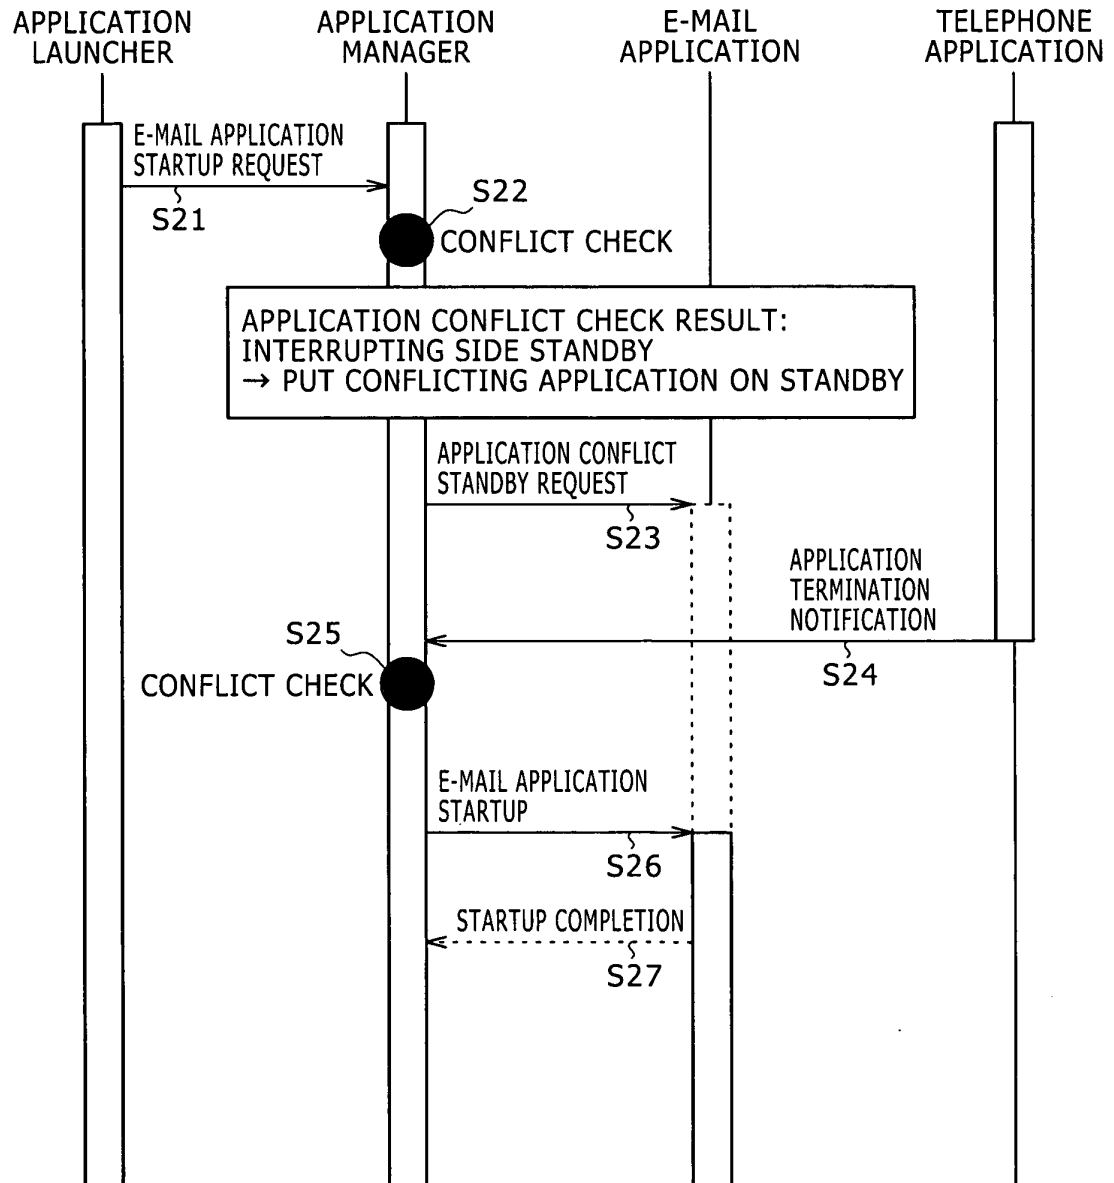 APPLICATION
LAUNCHER
APPLICATION
MANAGER
E-MAIL
APPLICATION
TELEPHONE
APPLICATION
E-MAIL APPLICATION
STARTUP REQUEST
S21
S22
CONFLICT CHECK
APPLICATION CONFLICT CHECK RESULT:
INTERRUPTING SIDE STANDBY
→ PUT CONFLICTING APPLICATION ON STANDBY
APPLICATION CONFLICT
STANDBY REQUEST
S23
APPLICATION
TERMINATION
NOTIFICATION
S24
S25
CONFLICT CHECK
E-MAIL APPLICATION
STARTUP
S26
STARTUP COMPLETION
S27